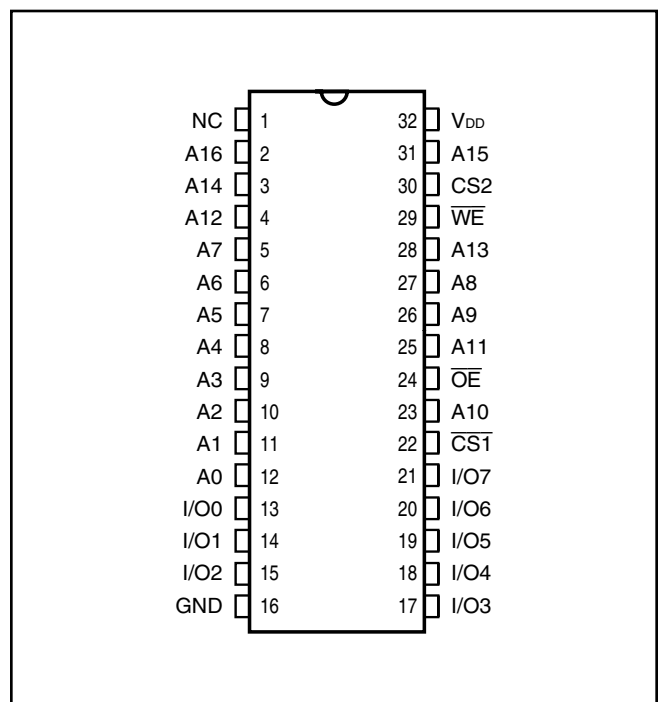 NC 1 32 VDD
A16 2 31 A15
A14 3 30 CS2
A12 4 29 W̅E̅
A7 5 28 A13
A6 6 27 A8
A5 7 26 A9
A4 8 25 A11
A3 9 24 O̅E̅
A2 10 23 A10
A1 11 22 C̅S̅1̅
A0 12 21 I/O7
I/O0 13 20 I/O6
I/O1 14 19 I/O5
I/O2 15 18 I/O4
GND 16 17 I/O3